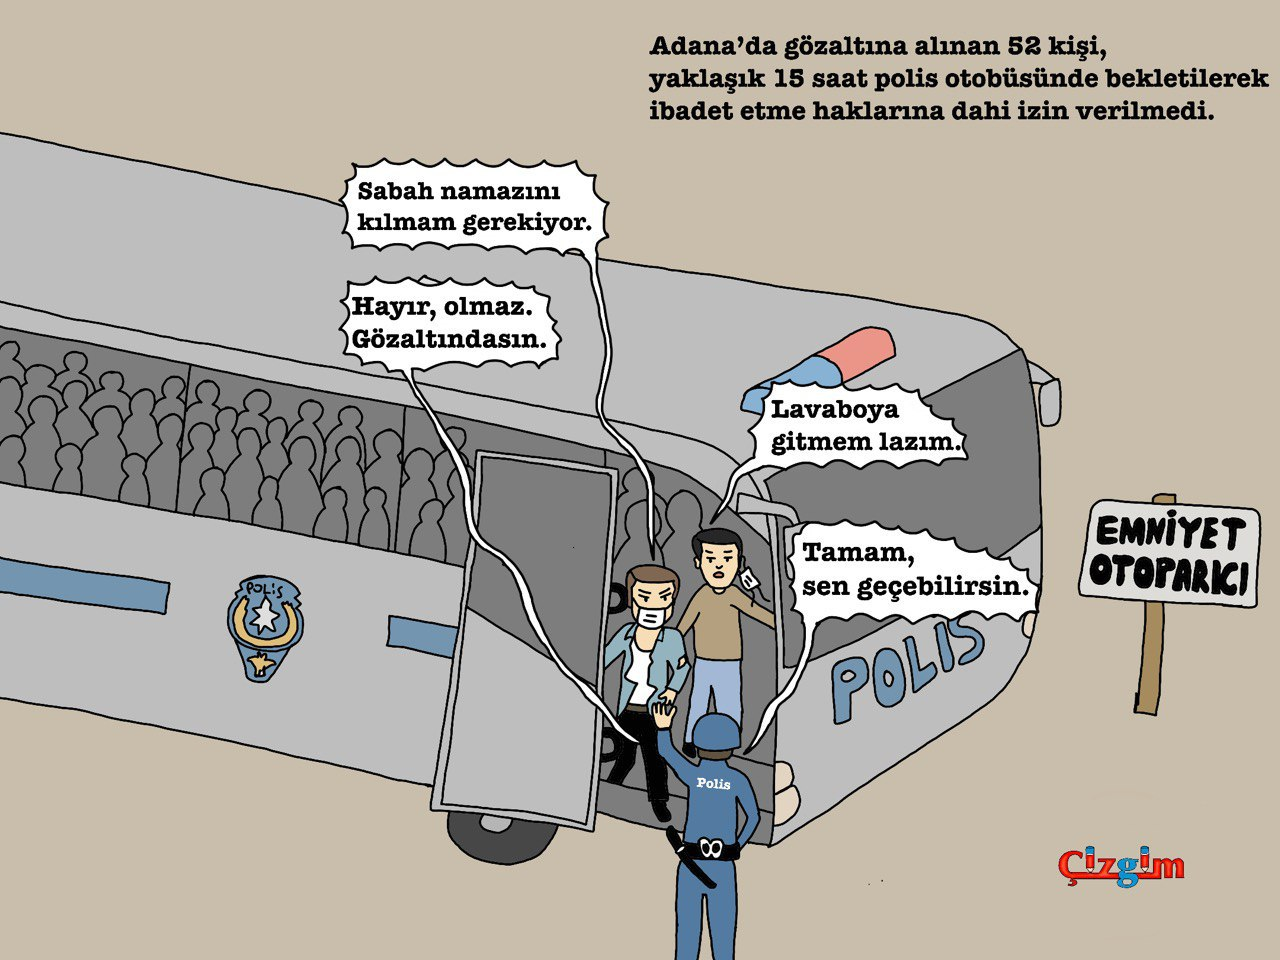 Adana’da gözaltına alınan 52 kişi,
yaklaşık 15 saat polis otobüsünde bekletilerek
ibadet etme haklarına dahi izin verilmedi.
Sabah namazını
kılmam gerekiyor.
Hayır, olmaz.
Gözaltındasın.
Lavaboya
gitmem lazım.
Tamam,
sen geçebilirsin.
EMNİYET
OTOPARKI
POLİS
POLİS
Polis
Çizgim